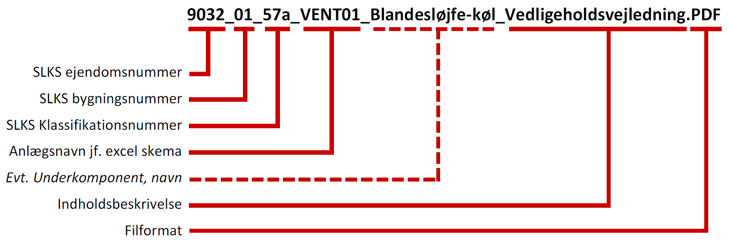 9032_01_57a_VENT01_Blandesløjfe-køl_Vedligeholdsvejledning.PDF
SLKS ejendomsnummer
SLKS bygningsnummer
SLKS Klassifikationsnummer
Anlægsnavn jf. excel skema
Evt. Underkomponent, navn
Indholdsbeskrivelse
Filformat